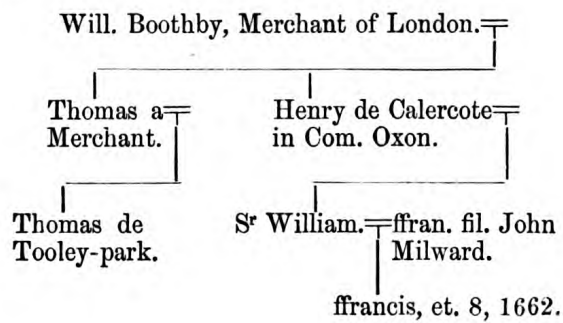 Will. Boothby, Merchant of London.
Thomas a Henry de Calercote
Merchant. in Com. Oxon.
Thomas de Sr William. ffran. fil. John
Tooley-park. Milward.
ffrancis, et. 8, 1662.